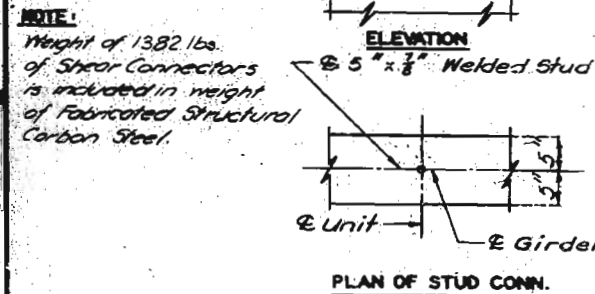 NOTE:
Weight of 1382 lbs.
of Shear Connectors
is included in weight
of Fabricated Structural
Carbon Steel.
ELEVATION
℄ 5" x 7/8" Welded Stud
5" 5"
℄ Unit
℄ Girder
PLAN OF STUD CONN.